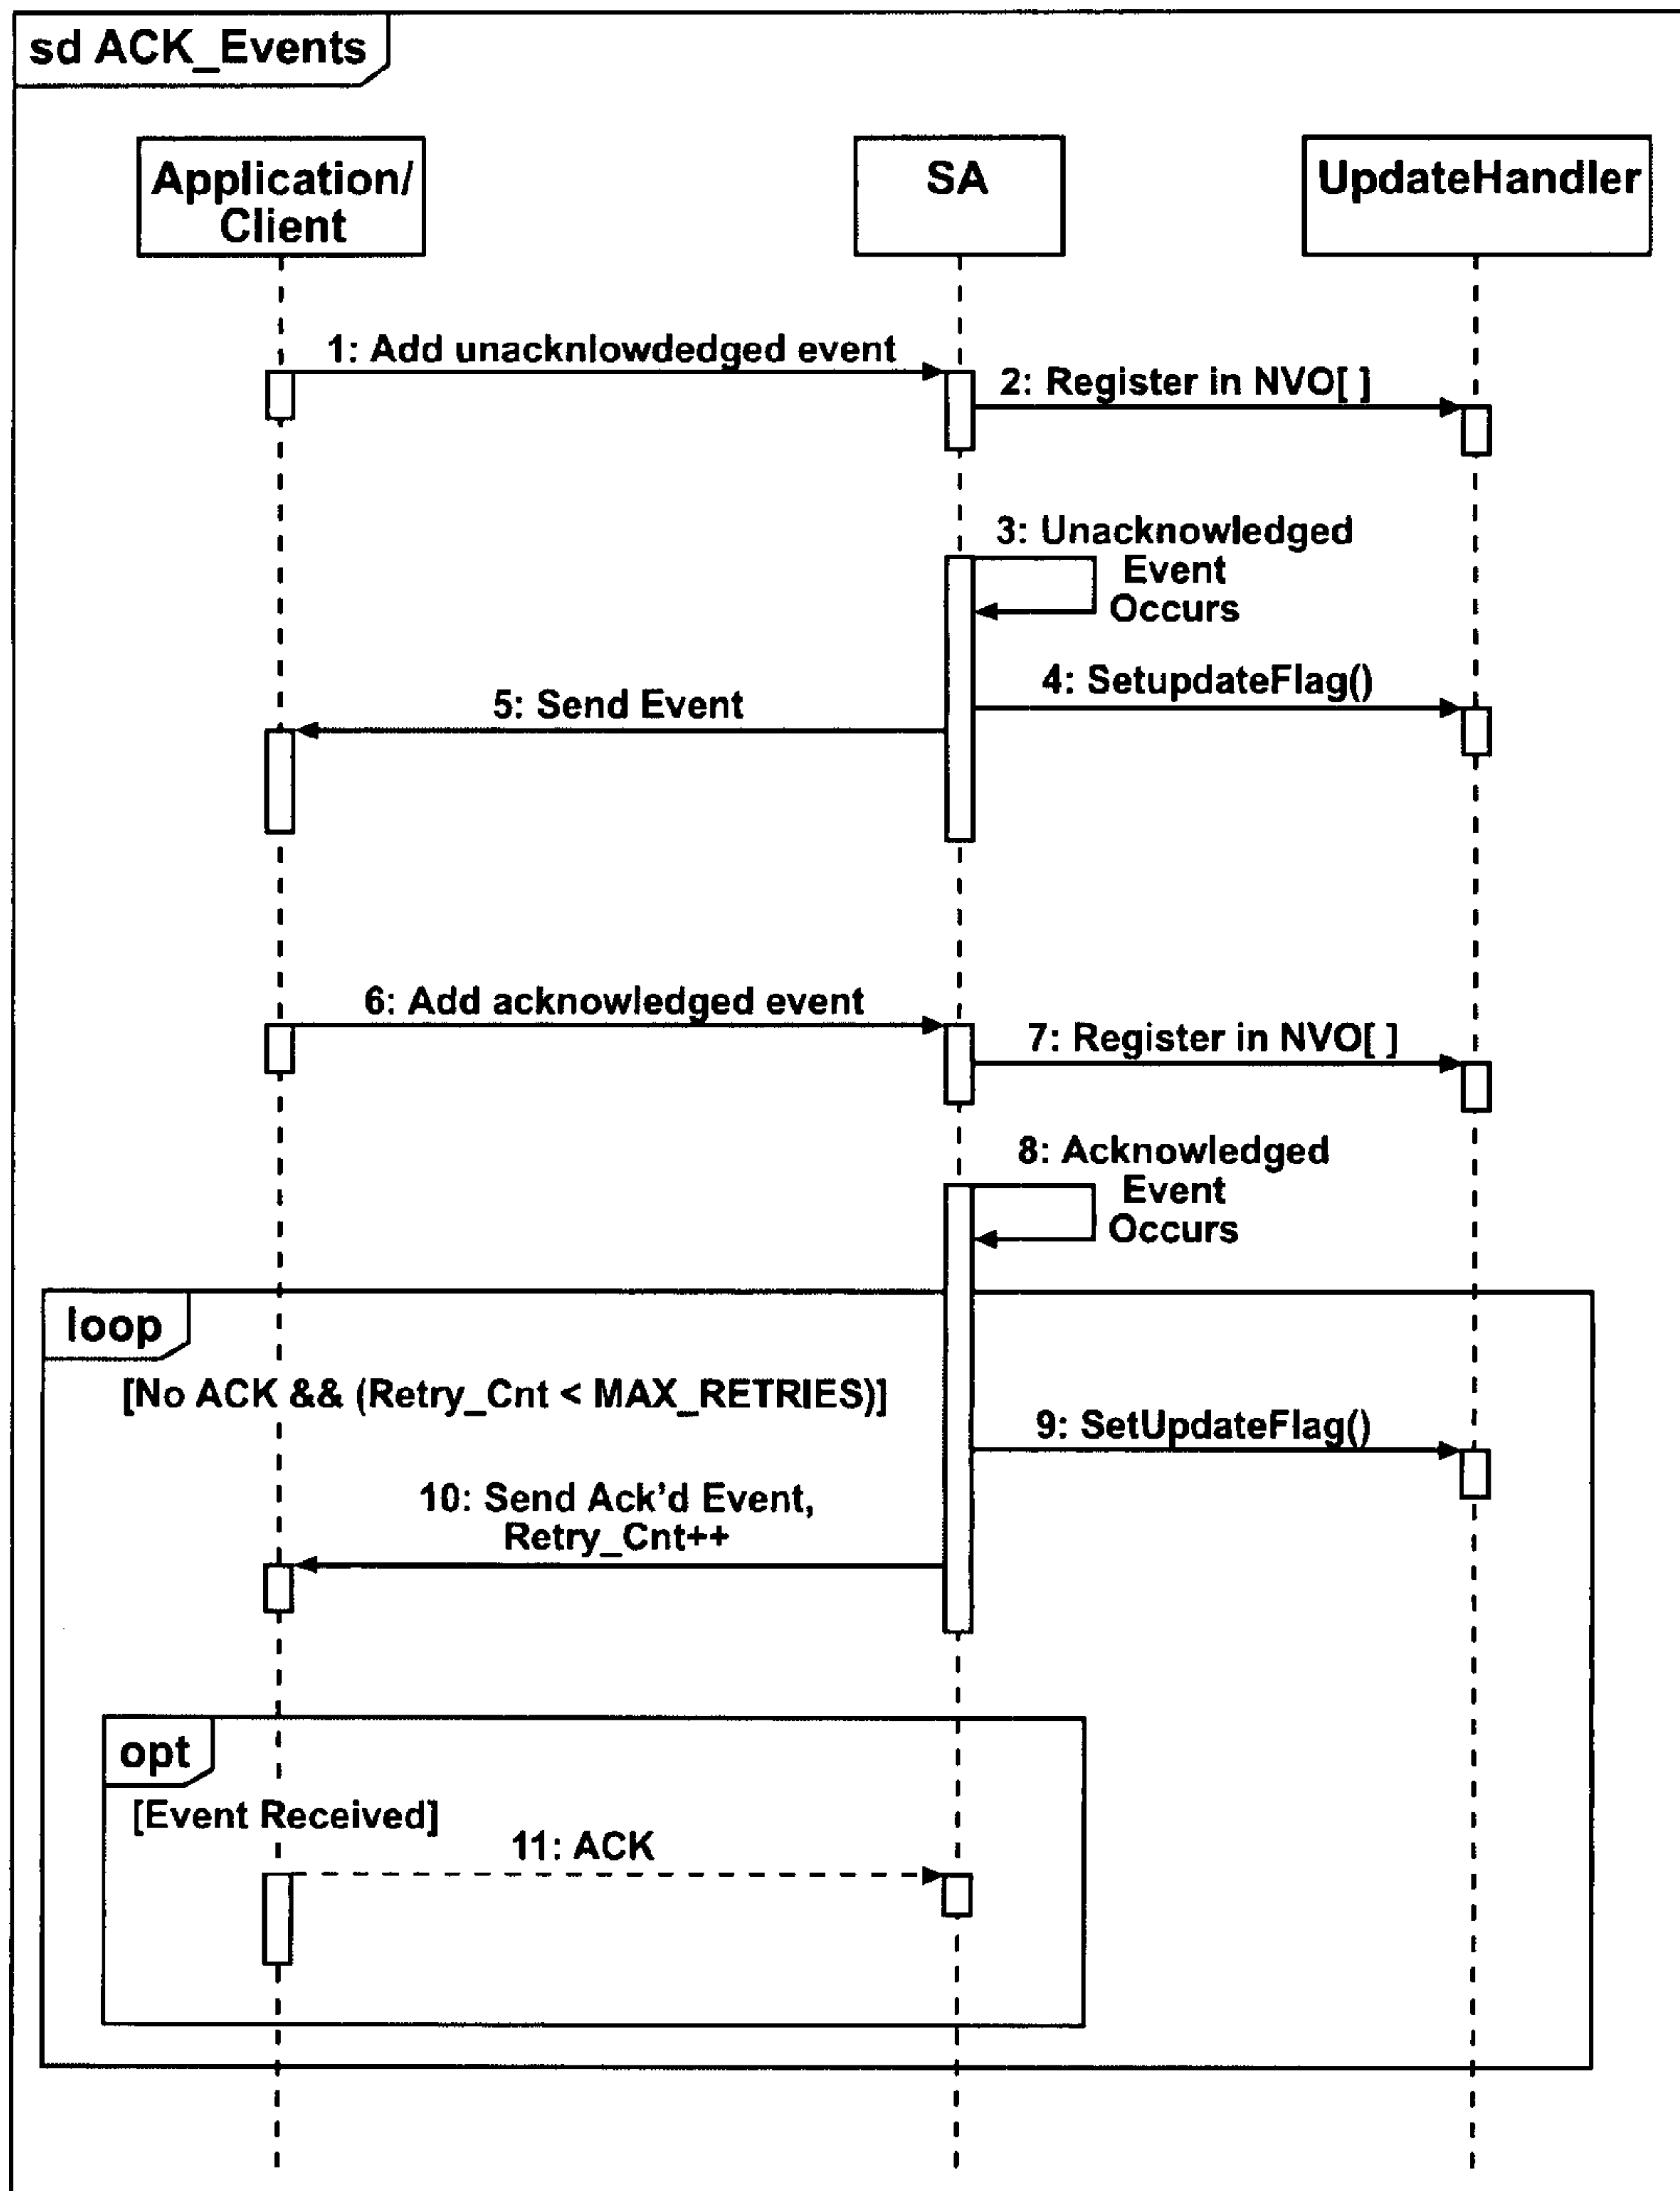 sd ACK_Events
Application/
Client
SA
UpdateHandler
1: Add unacknlowdedged event
2: Register in NVO[ ]
3: Unacknowledged
Event
Occurs
4: SetupdateFlag()
5: Send Event
6: Add acknowledged event
7: Register in NVO[ ]
8: Acknowledged
Event
Occurs
loop
[No ACK && (Retry_Cnt < MAX_RETRIES)]
9: SetUpdateFlag()
10: Send Ack'd Event,
Retry_Cnt++
opt
[Event Received]
11: ACK